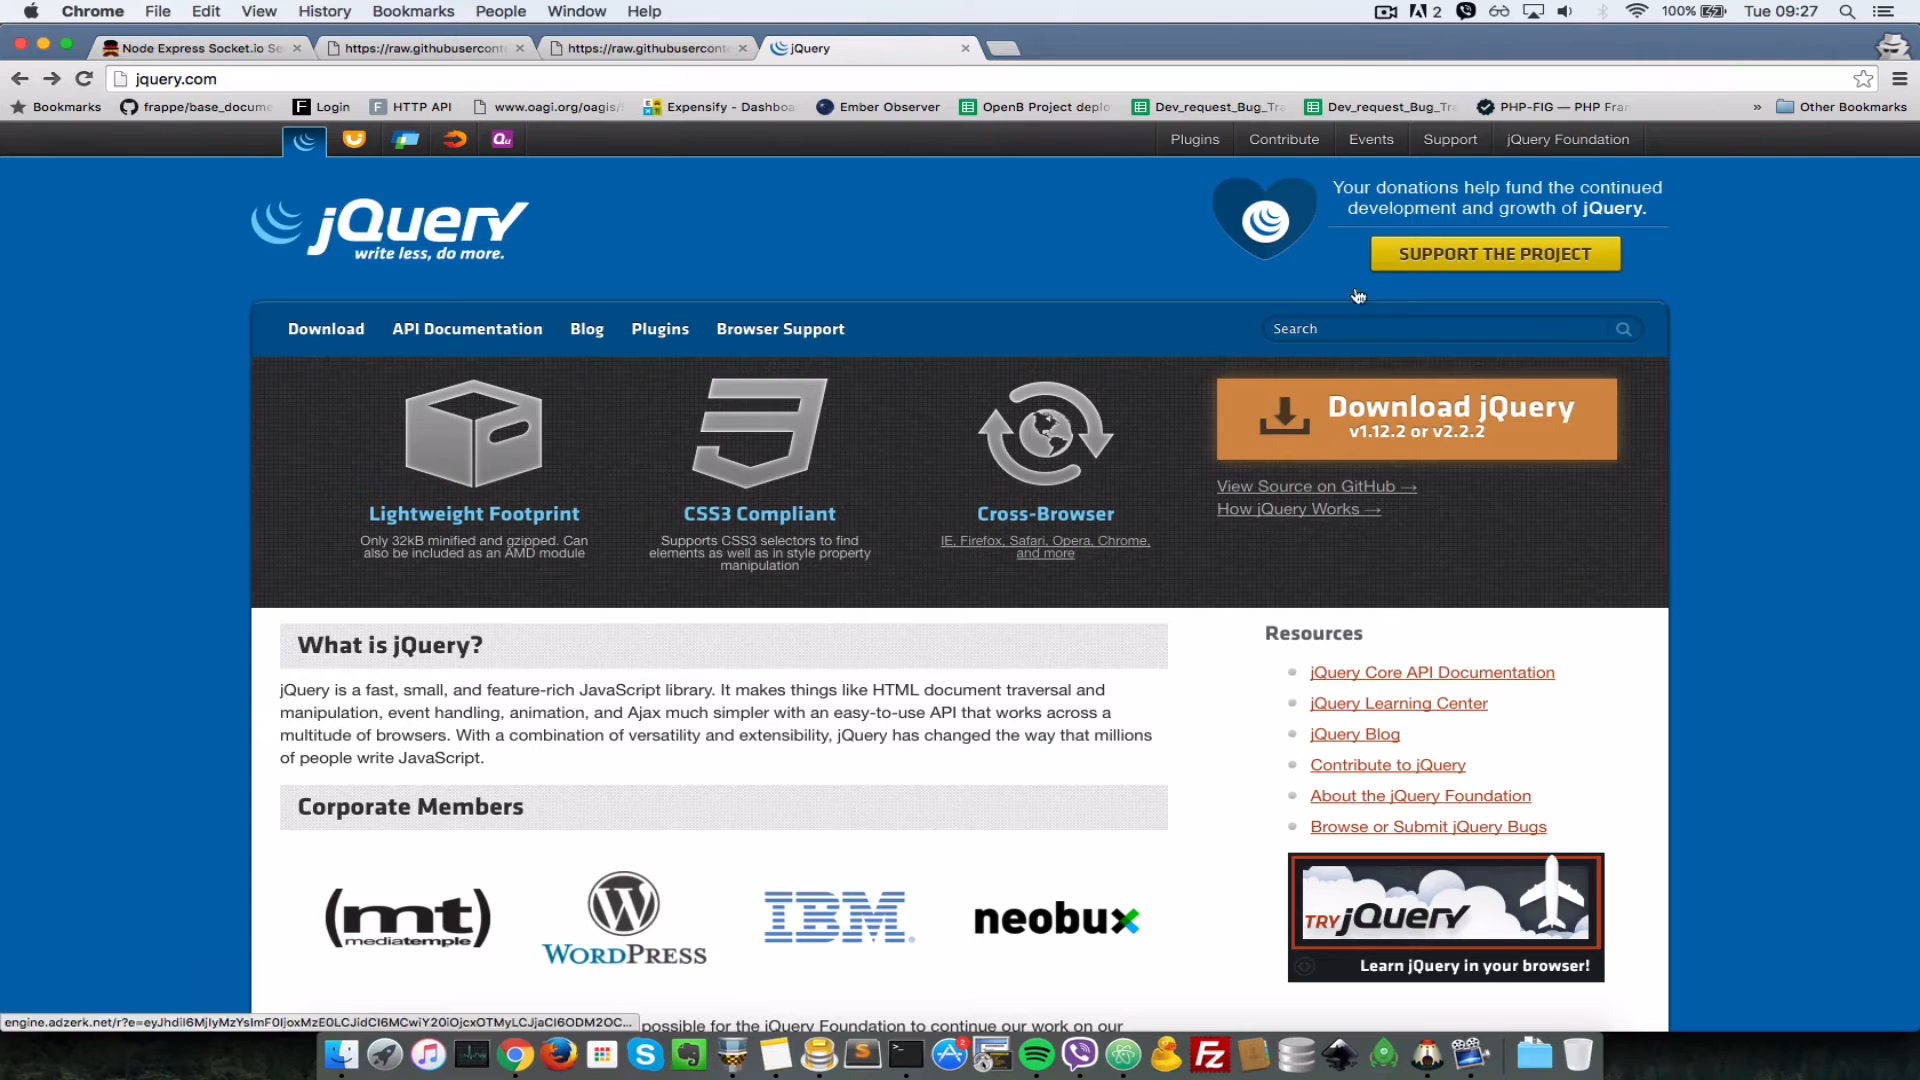 Chrome File Edit View History Bookmarks People Window Help 2 100% Tue 09:27
Node Express Socket.io Se https://raw.githubuserconte https://raw.githubuserconte jQuery
jquery.com
Bookmarks frappe/base_docume Login HTTP API www.oagi.org/oagis/ Expensify - Dashboa Ember Observer OpenB Project deplo Dev_request_Bug_Tra Dev_request_Bug_Tra PHP-FIG — PHP Fran » Other Bookmarks
Qu Plugins Contribute Events Support jQuery Foundation
jQuery
write less, do more.
Your donations help fund the continued
development and growth of jQuery.
SUPPORT THE PROJECT
Download API Documentation Blog Plugins Browser Support Search
Lightweight Footprint
Only 32kB minified and gzipped. Can
also be included as an AMD module
CSS3 Compliant
Supports CSS3 selectors to find
elements as well as in style property
manipulation
Cross-Browser
IE, Firefox, Safari, Opera, Chrome,
and more
Download jQuery
v1.12.2 or v2.2.2
View Source on GitHub →
How jQuery Works →
What is jQuery?
jQuery is a fast, small, and feature-rich JavaScript library. It makes things like HTML document traversal and
manipulation, event handling, animation, and Ajax much simpler with an easy-to-use API that works across a
multitude of browsers. With a combination of versatility and extensibility, jQuery has changed the way that millions
of people write JavaScript.
Corporate Members
(mt)
mediatemple
WORDPRESS
IBM
neobux
Resources
jQuery Core API Documentation
jQuery Learning Center
jQuery Blog
Contribute to jQuery
About the jQuery Foundation
Browse or Submit jQuery Bugs
TRY jQuery
Learn jQuery in your browser!
possible for the jQuery Foundation to continue our work on our